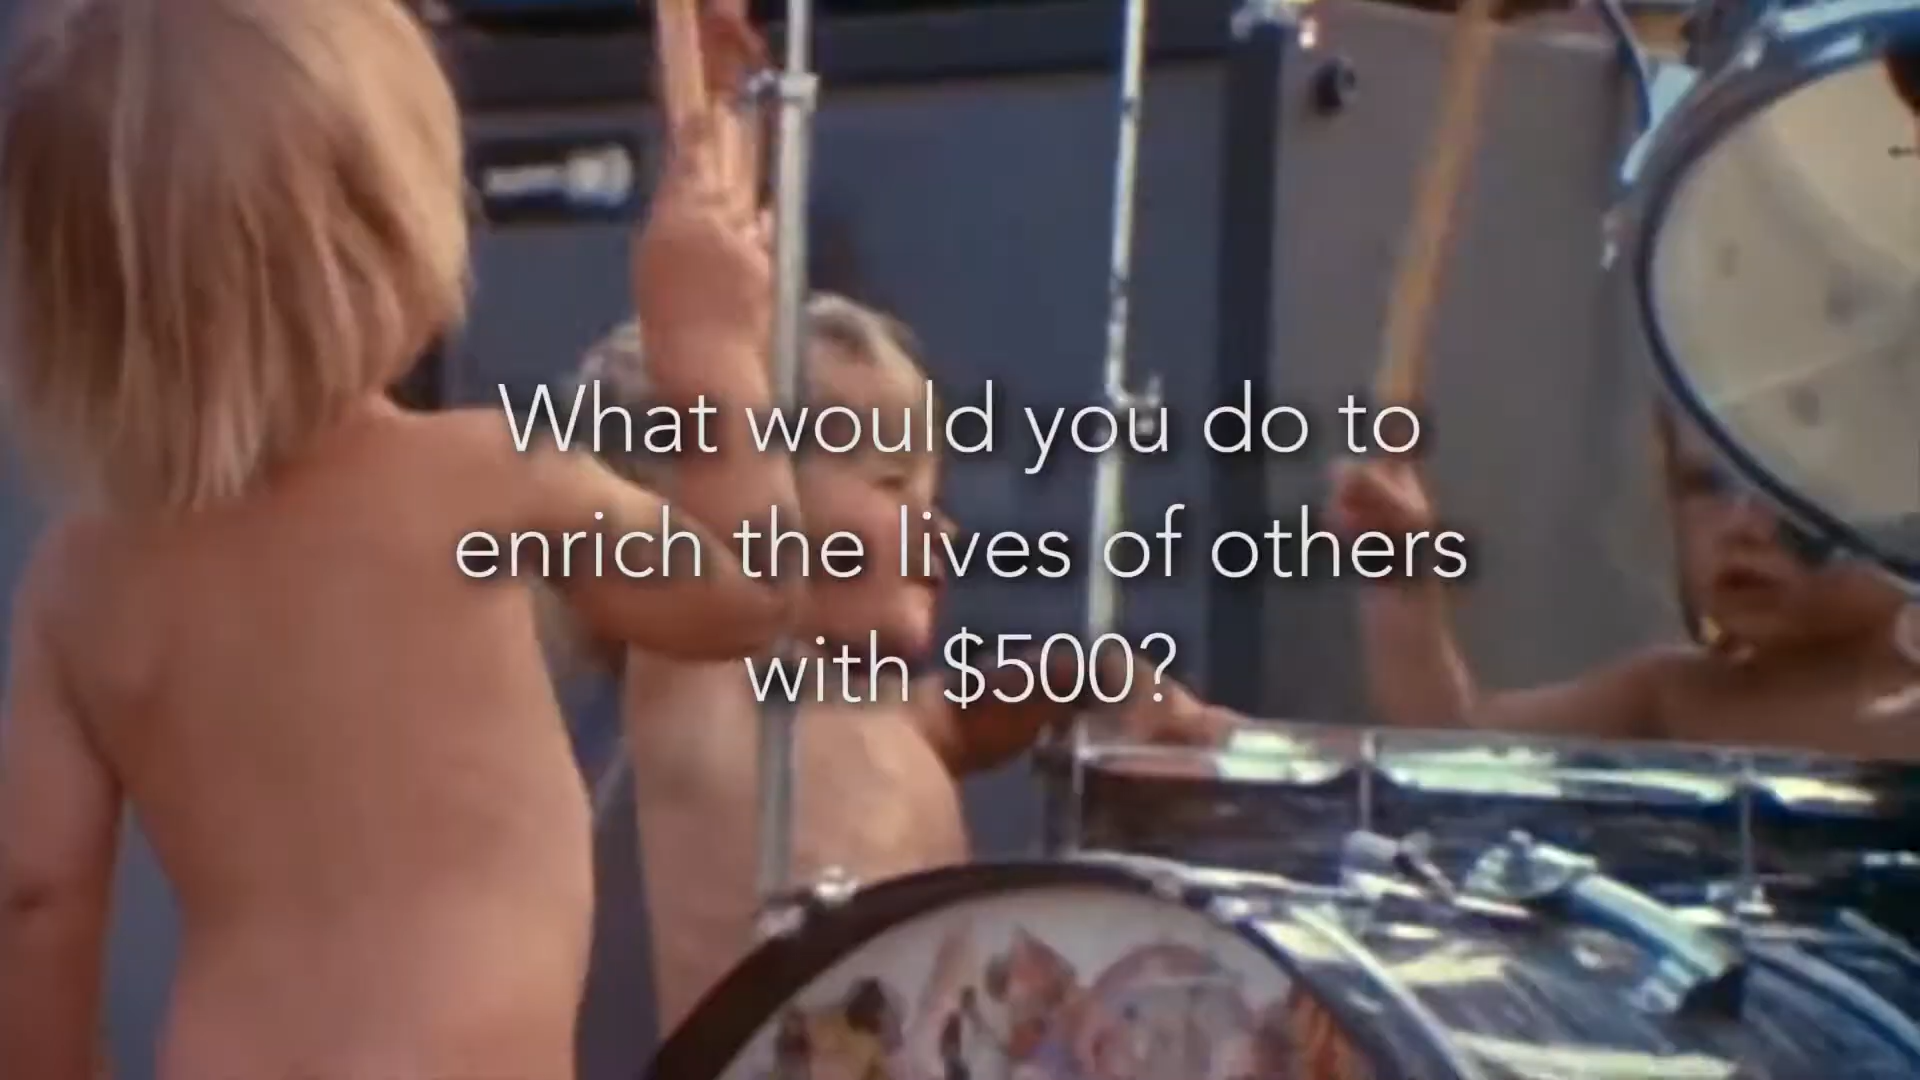 What would you do to
enrich the lives of others
with $500?